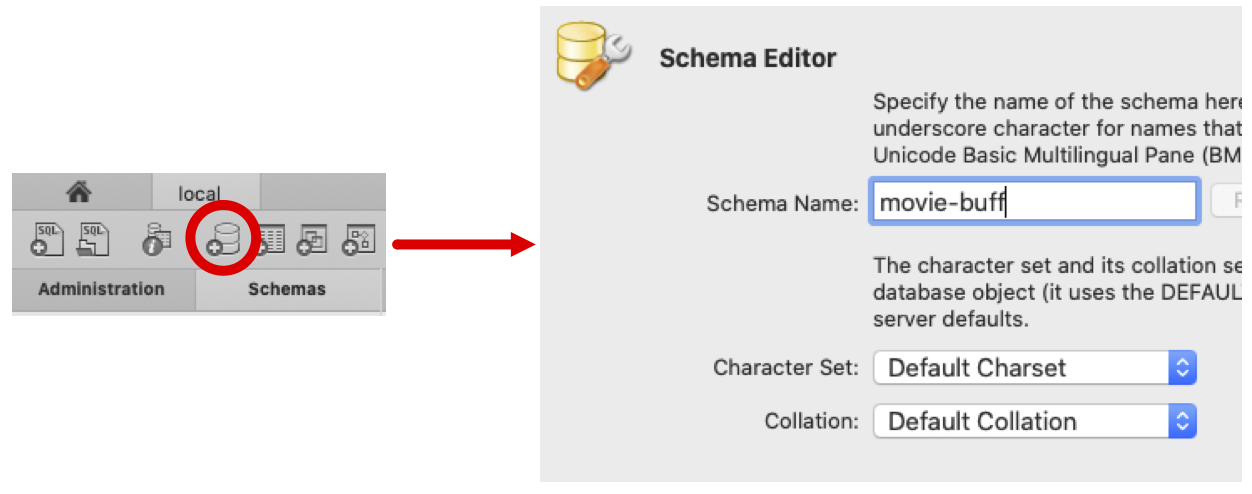 local
SQL SQL
Administration Schemas
Schema Editor
Specify the name of the schema here
underscore character for names that
Unicode Basic Multilingual Pane (BM
Schema Name: movie-buff
The character set and its collation se
database object (it uses the DEFAUL
server defaults.
Character Set: Default Charset
Collation: Default Collation